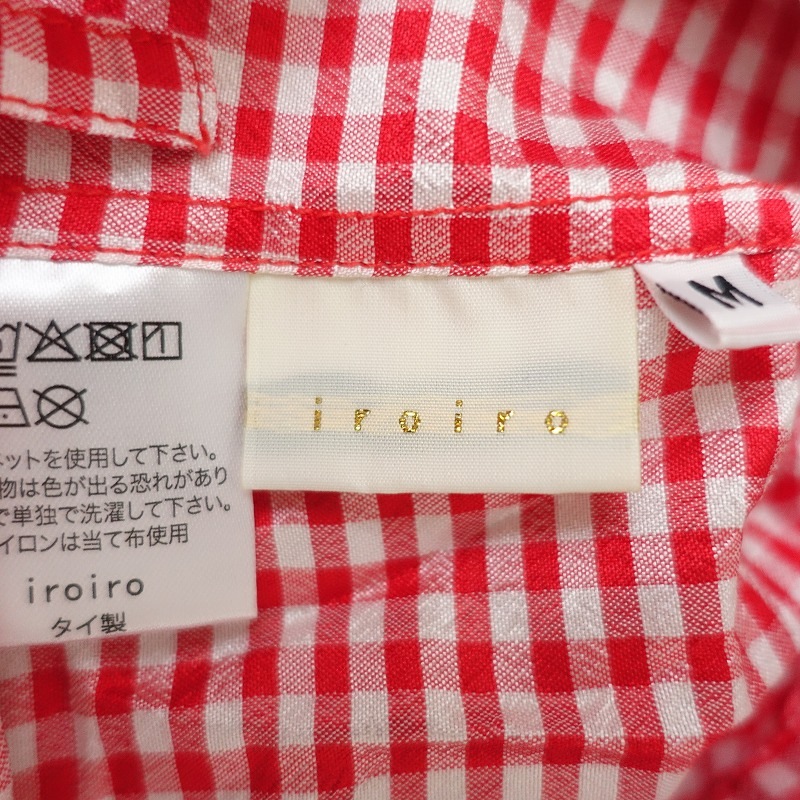 M
iroiro
ネットを使用して下さい。
物は色が出る恐れがあり
で単独で洗濯して下さい。
イロンは当て布使用
iroiro
タイ製